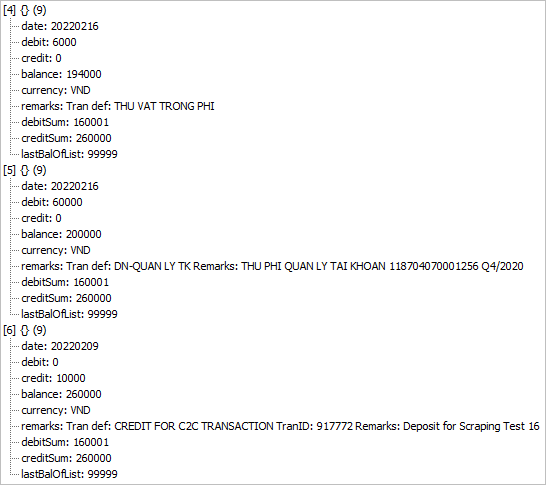 [4] {} (9)
date: 20220216
debit: 6000
credit: 0
balance: 194000
currency: VND
remarks: Tran def: THU VAT TRONG PHI
debitSum: 160001
creditSum: 260000
lastBalOfList: 99999
[5] {} (9)
date: 20220216
debit: 60000
credit: 0
balance: 200000
currency: VND
remarks: Tran def: DN-QUAN LY TK Remarks: THU PHI QUAN LY TAI KHOAN 118704070001256 Q4/2020
debitSum: 160001
creditSum: 260000
lastBalOfList: 99999
[6] {} (9)
date: 20220209
debit: 0
credit: 10000
balance: 260000
currency: VND
remarks: Tran def: CREDIT FOR C2C TRANSACTION TranID: 917772 Remarks: Deposit for Scraping Test 16
debitSum: 160001
creditSum: 260000
lastBalOfList: 99999